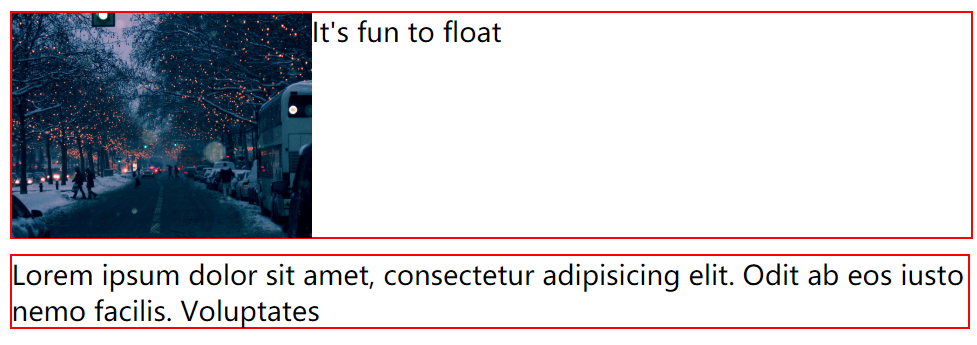 It's fun to float
Lorem ipsum dolor sit amet, consectetur adipisicing elit. Odit ab eos iusto
nemo facilis. Voluptates